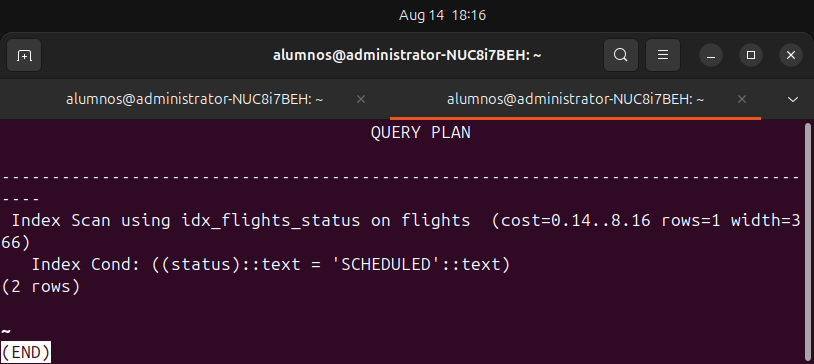 Aug 14 18:16
alumnos@administrator-NUC8i7BEH: ~
alumnos@administrator-NUC8i7BEH: ~
alumnos@administrator-NUC8i7BEH: ~
QUERY PLAN
--------------------------------------------------------------------------------
----
Index Scan using idx_flights_status on flights  (cost=0.14..8.16 rows=1 width=3
66)
   Index Cond: ((status)::text = 'SCHEDULED'::text)
(2 rows)
~
(END)